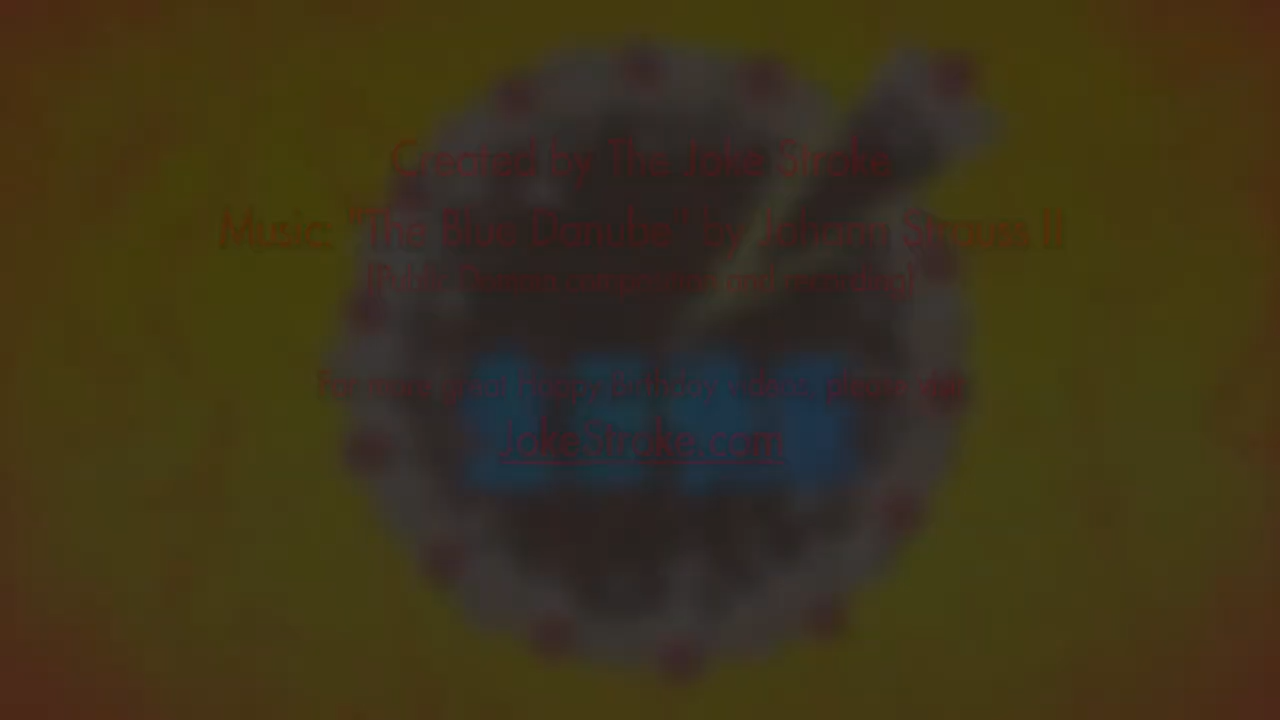 Created by The Jake Strake
Music: "The Blue Danube" by Johann Strauss II
[Public Domain composition and recording]
For more great happy birthday videos, please visit:
JakeStrake.com